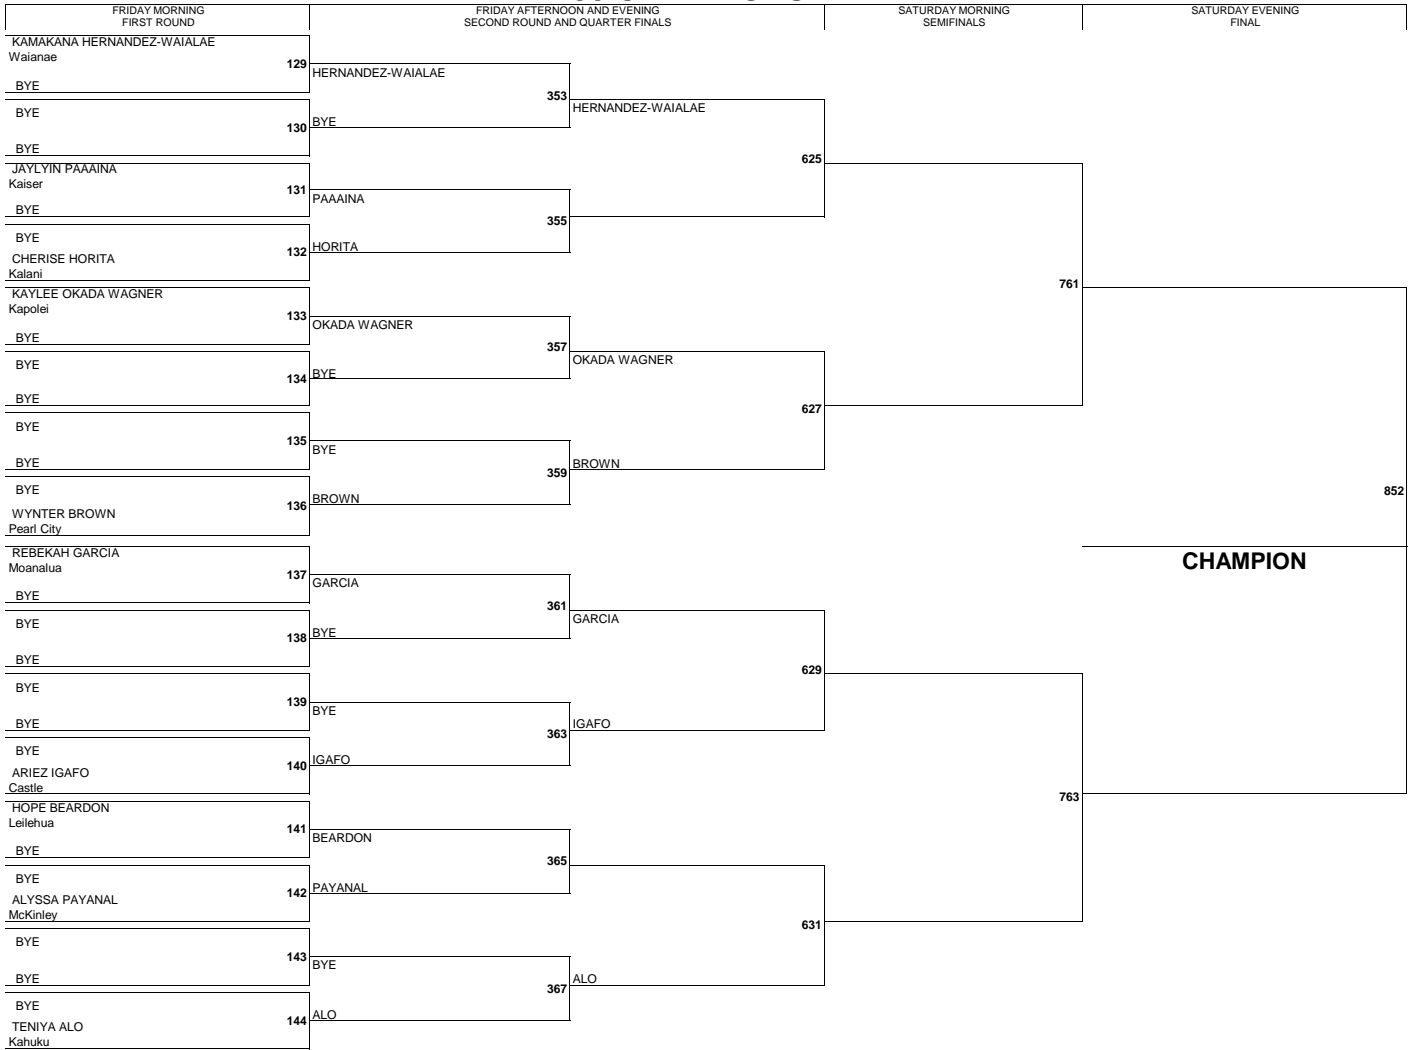 FRIDAY MORNING
FIRST ROUND
FRIDAY AFTERNOON AND EVENING
SECOND ROUND AND QUARTER FINALS
SATURDAY MORNING
SEMIFINALS
SATURDAY EVENING
FINAL
KAMAKANA HERNANDEZ-WAIALAE
Waianae
129
BYE
HERNANDEZ-WAIALAE
353
HERNANDEZ-WAIALAE
BYE
130
BYE
BYE
625
JAYLYIN PAAAINA
Kaiser
131
BYE
PAAAINA
355
BYE
132
HORITA
CHERISE HORITA
Kalani
761
KAYLEE OKADA WAGNER
Kapolei
133
BYE
OKADA WAGNER
357
OKADA WAGNER
BYE
134
BYE
BYE
627
BYE
135
BYE
BYE
359
BROWN
BYE
136
BROWN
WYNTER BROWN
Pearl City
852
CHAMPION
REBEKAH GARCIA
Moanalua
137
BYE
GARCIA
361
GARCIA
BYE
138
BYE
BYE
629
BYE
139
BYE
BYE
363
IGAFO
BYE
140
IGAFO
ARIEZ IGAFO
Castle
763
HOPE BEARDON
Leilehua
141
BYE
BEARDON
365
BYE
142
PAYANAL
ALYSSA PAYANAL
McKinley
631
BYE
143
BYE
BYE
367
ALO
BYE
144
ALO
TENIYA ALO
Kahuku